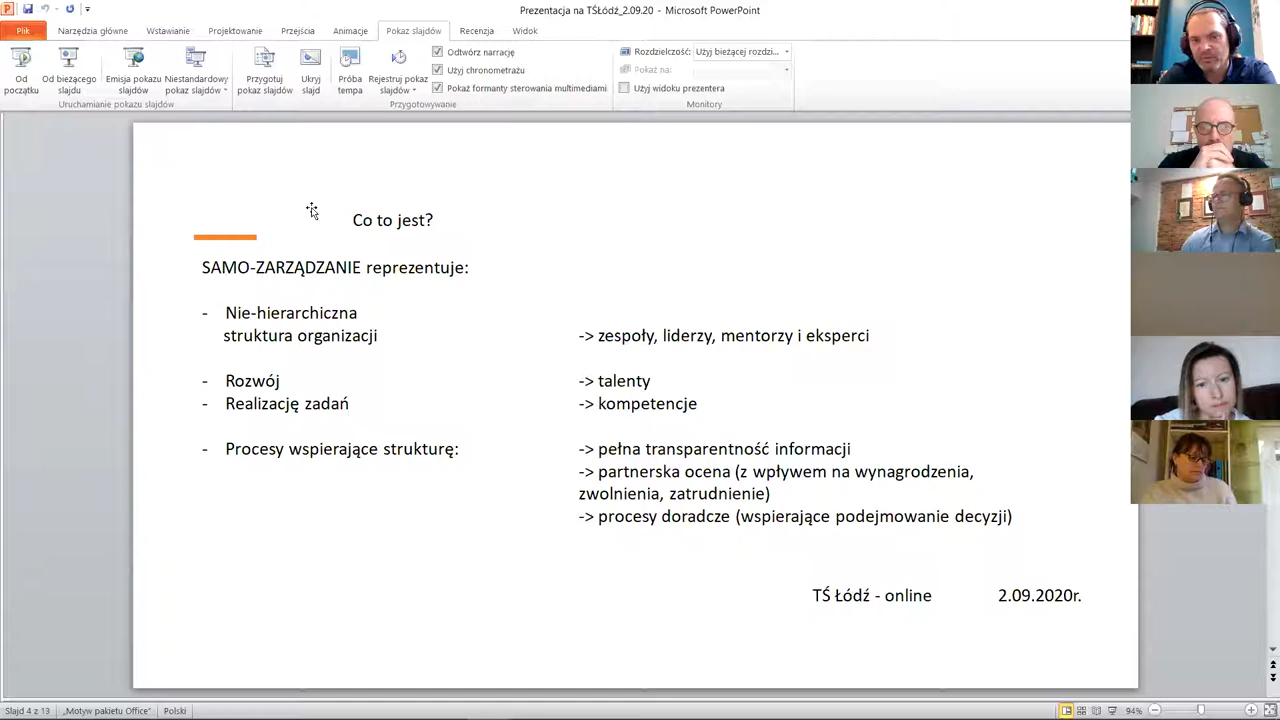 Prezentacja na TŚŁódź_2.09.20 - Microsoft PowerPoint
Plik Narzędzia główne Wstawianie Projektowanie Przejścia Animacje Pokaz slajdów Recenzja Widok
Od początku
Od bieżącego slajdu
Emisja pokazu slajdów
Niestandardowy pokaz slajdów
Uruchamianie pokazu slajdów
Przygotuj pokaz slajdów
Ukryj slajd
Próba tempa
Rejestruj pokaz slajdów
Odtwórz narrację
Użyj chronometrażu
Pokaż formanty sterowania multimediami
Przygotowywanie
Rozdzielczość: Użyj bieżącej rozdzi...
Pokaż na:
Użyj widoku prezentera
Monitory
Co to jest?
SAMO-ZARZĄDZANIE reprezentuje:
- Nie-hierarchiczna
struktura organizacji -> zespoły, liderzy, mentorzy i eksperci
- Rozwój -> talenty
- Realizację zadań -> kompetencje
- Procesy wspierające strukturę: -> pełna transparentność informacji
-> partnerska ocena (z wpływem na wynagrodzenia,
zwolnienia, zatrudnienie)
-> procesy doradcze (wspierające podejmowanie decyzji)
TŚ Łódź - online 2.09.2020r.
Slajd 4 z 13 „Motyw pakietu Office” Polski 94%